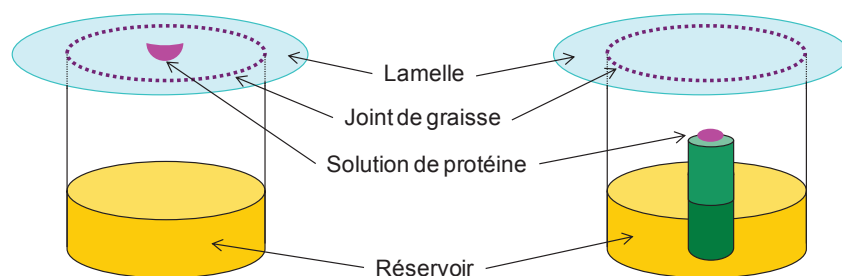 Lamelle
Joint de graisse
Solution de protéine
Réservoir